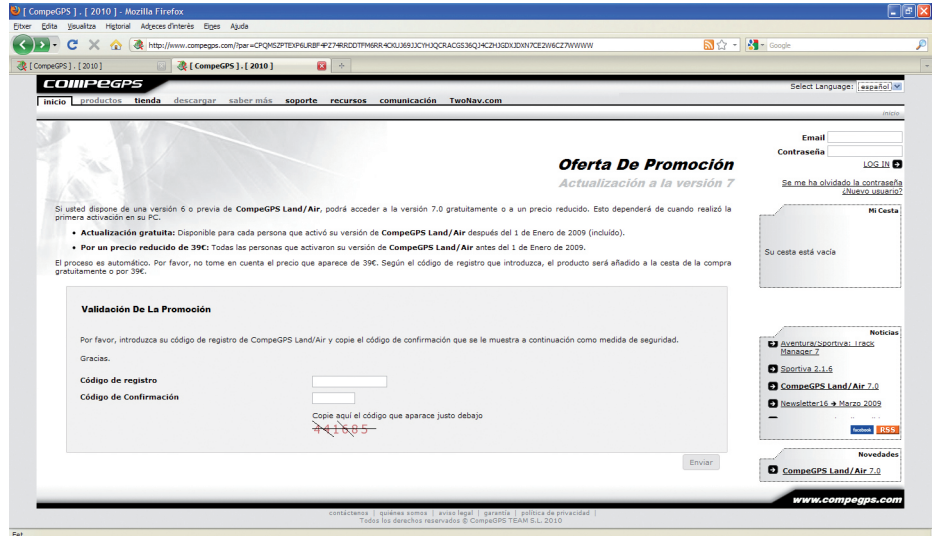 [ CompeGPS ] . [ 2010 ] - Mozilla Firefox
Fitxer Edita Visualitza Historial Adreces d'interès Eines Ajuda
http://www.compegps.com/?par=
Google
[ CompeGPS ] . [ 2010 ] [ CompeGPS ] . [ 2010 ]
COMPEGPS
Select Language: español
inicio productos tienda descargar saber más soporte recursos comunicación TwoNav.com
inicio
Email
Contraseña
LOG IN
Se me ha olvidado la contraseña
¿Nuevo usuario?
Oferta De Promoción
Actualización a la versión 7
Si usted dispone de una versión 6 o previa de CompeGPS Land/Air, podrá acceder a la versión 7.0 gratuitamente o a un precio reducido. Esto dependerá de cuando realizó la
primera activación en su PC.
• Actualización gratuita: Disponible para cada persona que activó su versión de CompeGPS Land/Air después del 1 de Enero de 2009 (incluído).
• Por un precio reducido de 39€: Todas las personas que activaron su versión de CompeGPS Land/Air antes del 1 de Enero de 2009.
El proceso es automático. Por favor, no tome en cuenta el precio que aparece de 39€. Según el código de registro que introduzca, el producto será añadido a la cesta de la compra
gratuitamente o por 39€.
Mi Cesta
Su cesta está vacía
Validación De La Promoción
Por favor, introduzca su código de registro de CompeGPS Land/Air y copie el código de confirmación que se le muestra a continuación como medida de seguridad.
Gracias.
Código de registro
Código de Confirmación
Copie aquí el código que aparace justo debajo
441685
Enviar
Noticias
Aventura/Sportiva: Track
Manager 7
Sportiva 2.1.6
CompeGPS Land/Air 7.0
Newsletter16 → Marzo 2009
facebook RSS
Novedades
CompeGPS Land/Air 7.0
www.compegps.com
contáctenos | quiénes somos | aviso legal | garantía | política de privacidad |
Todos los derechos reservados © CompeGPS TEAM S.L. 2010
Fet